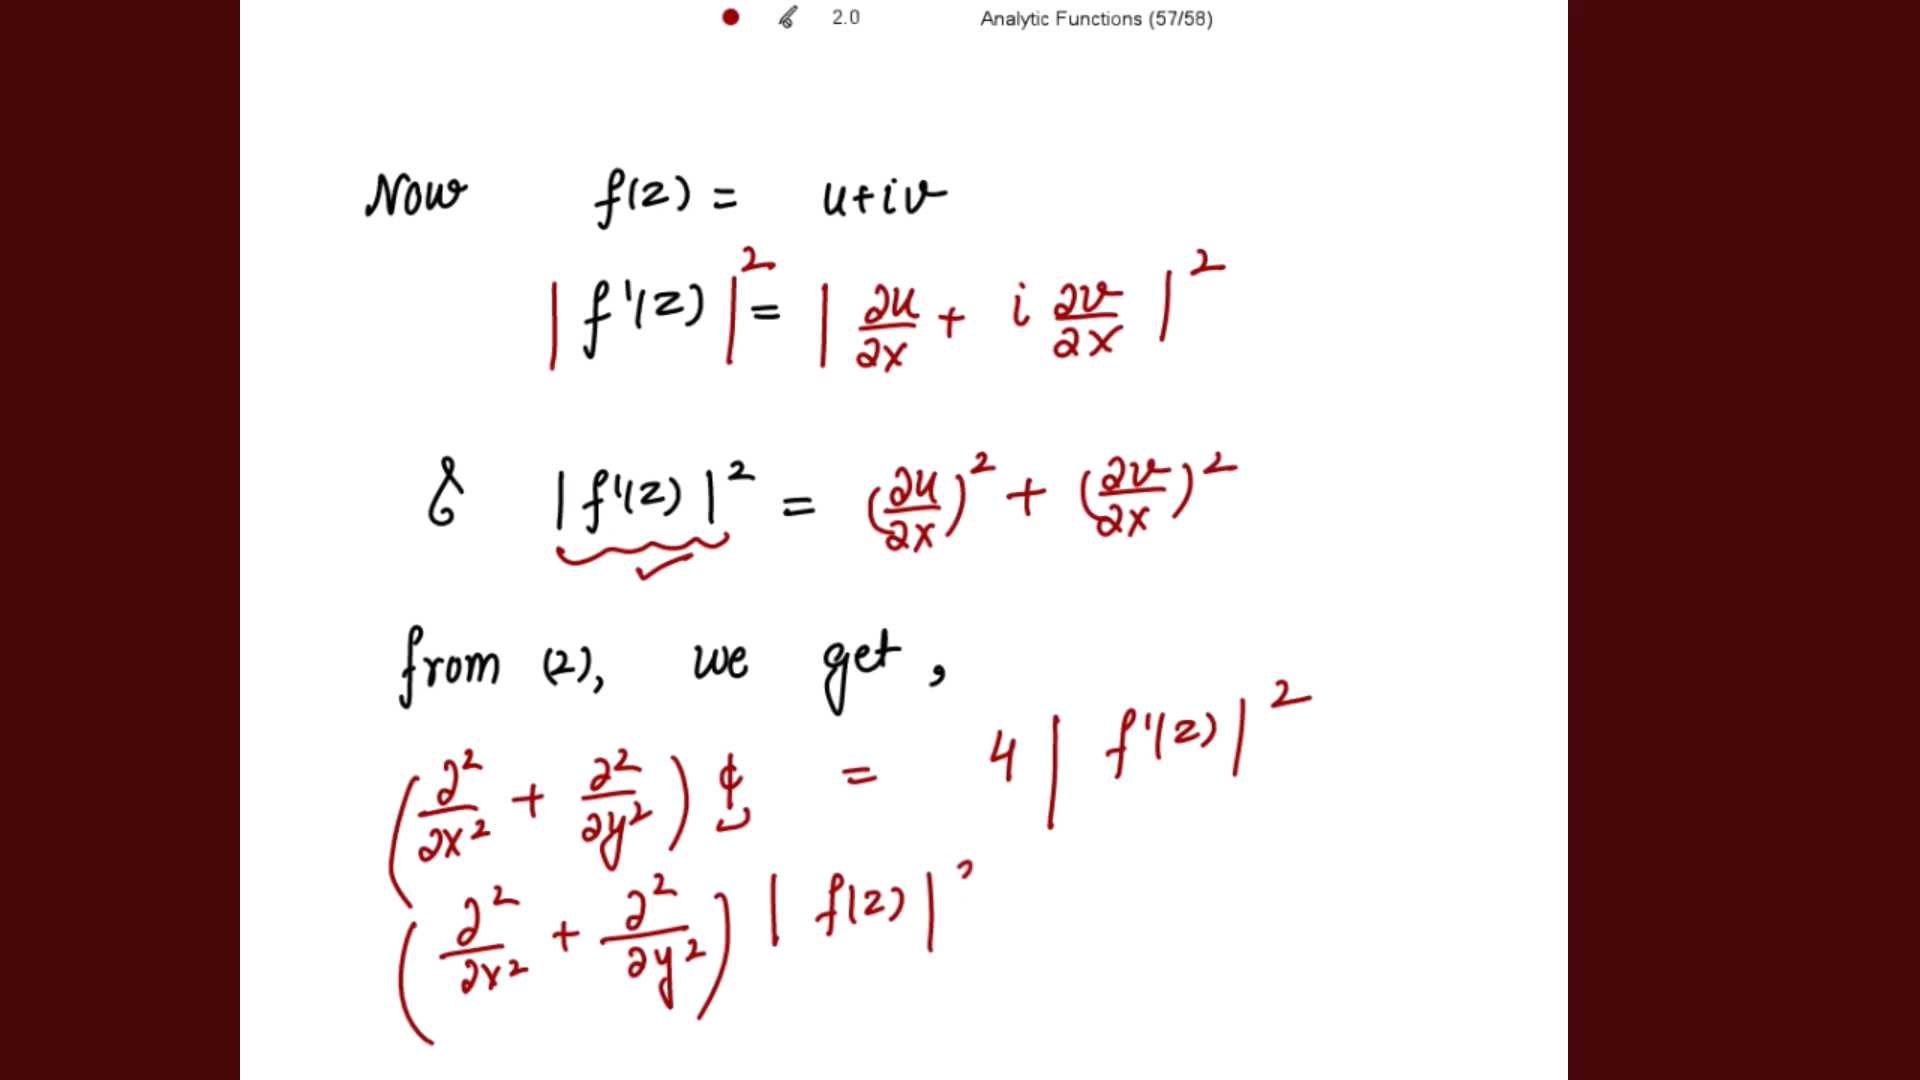 2.0 Analytic Functions (57/58)
Now f(z) = u+iv
|f'(z)|² = |∂u/∂x + i ∂v/∂x|²
& |f'(z)|² = (∂u/∂x)² + (∂v/∂x)²
from (2), we get,
(∂²/∂x² + ∂²/∂y²) ϕ = 4|f'(z)|²
(∂²/∂x² + ∂²/∂y²) |f(z)|²